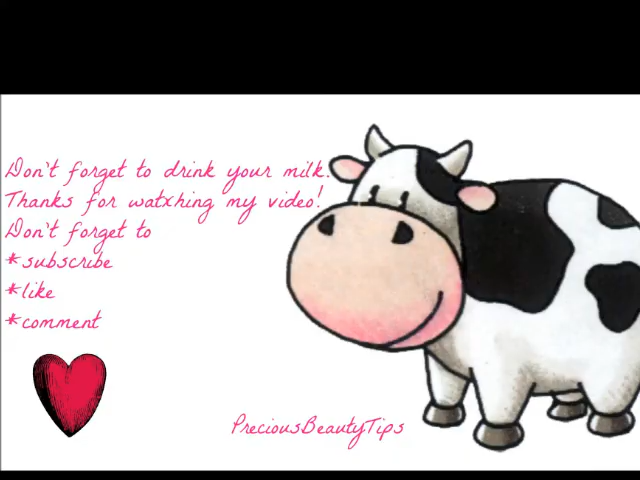 Don't forget to drink your milk.
Thanks for watxhing my video!
Don't forget to
*subscribe
*like
*comment
PreciousBeautyTips